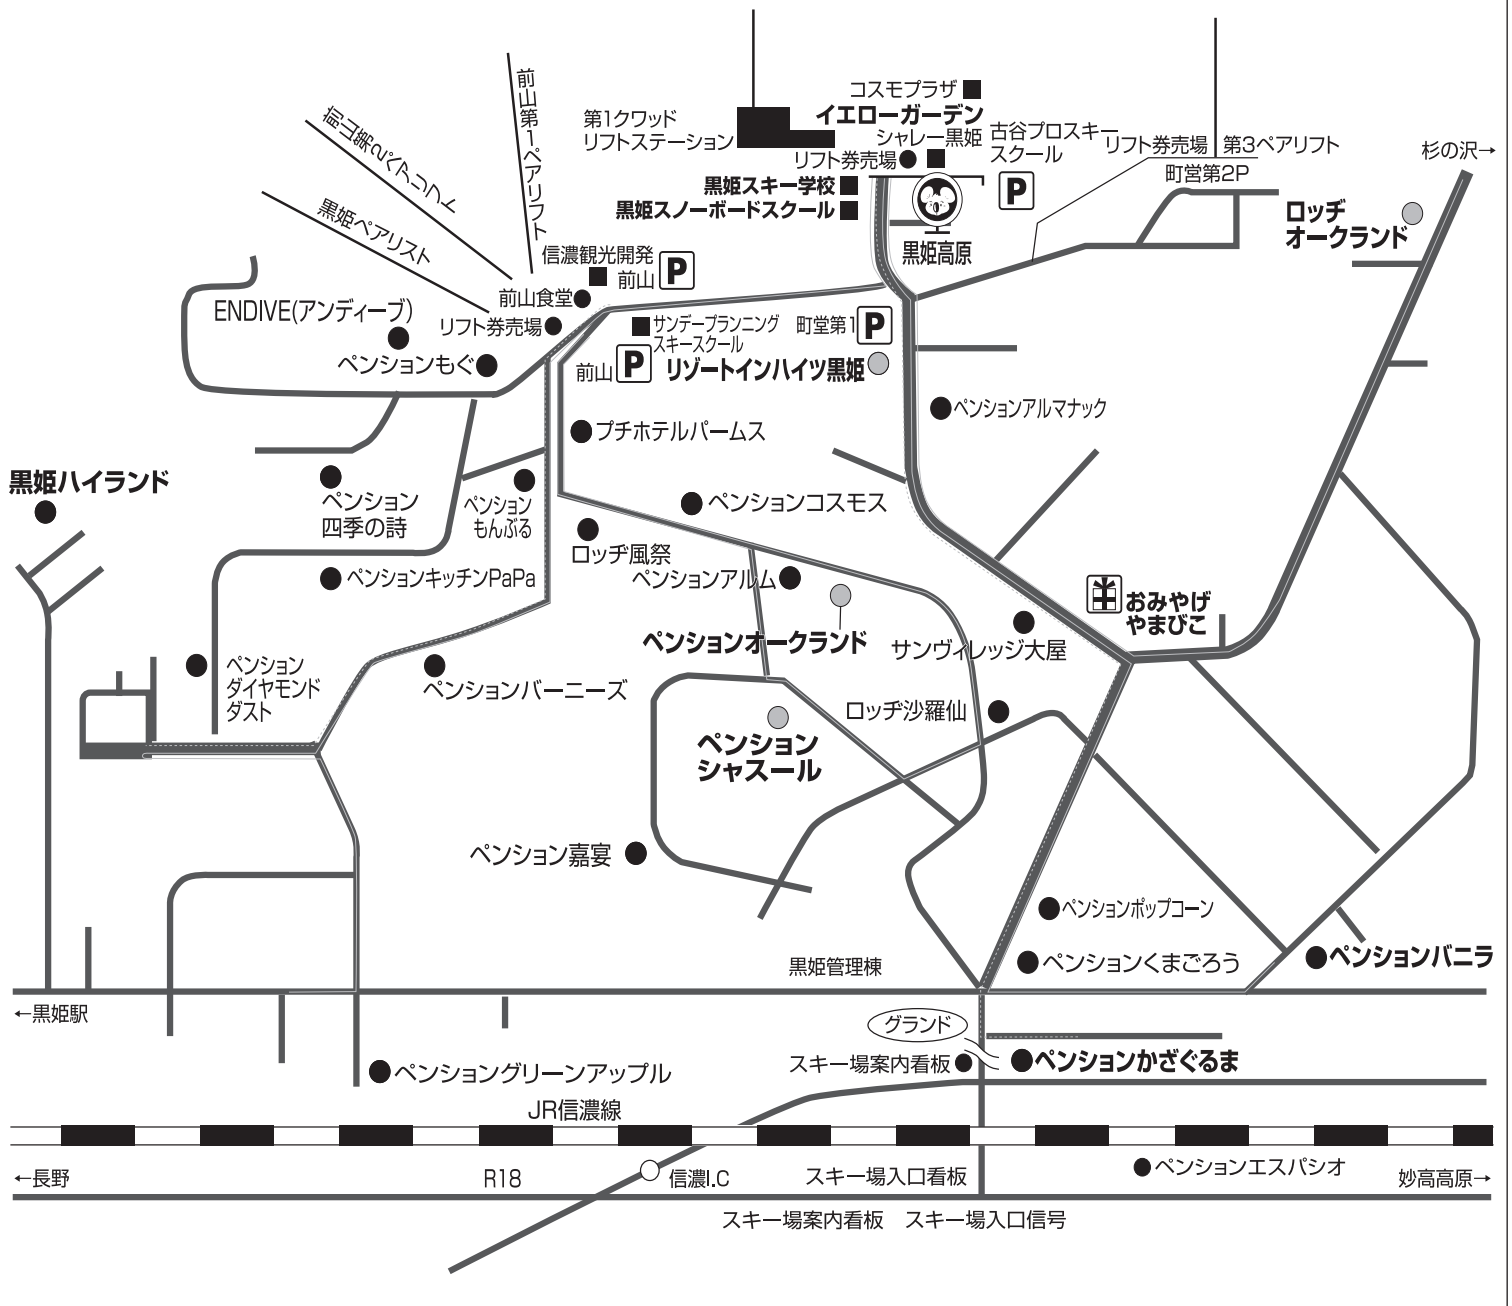 コスモプラザ
イエローガーデン
シャレー黒姫
リフト券売場
第1クワッド
リフトステーション
古谷プロスキー
スクール
リフト券売場
第3ペアリフト
町営第2P
杉の沢→
P
黒姫スキー学校
黒姫スノーボードスクール
黒姫高原
ロッヂ
オークランド
前山第1ペアリフト
前山第2ペアリフト
黒姫ペアリスト
信濃観光開発
前山
P
前山食堂
リフト券売場
ENDIVE(アンディーブ)
ペンションもぐ
サンデープランニング
スキースクール
町堂第1
P
前山
P
リゾートインハイツ黒姫
ペンションアルマナック
プチホテルパームス
黒姫ハイランド
ペンション
四季の詩
ペンション
もんぶる
ペンションコスモス
ロッヂ風祭
ペンションキッチンPaPa
ペンションアルム
ペンションオークランド
おみやげ
やまびこ
サンヴィレッジ大屋
ペンション
ダイヤモンド
ダスト
ペンションバーニーズ
ロッヂ沙羅仙
ペンション
シャスール
ペンション嘉宴
ペンションポップコーン
ペンションくまごろう
ペンションバニラ
黒姫管理棟
←黒姫駅
グランド
スキー場案内看板
ペンションかざぐるま
ペンショングリーンアップル
JR信濃線
←長野
R18
信濃I.C
スキー場入口看板
ペンションエスパシオ
妙高高原→
スキー場案内看板
スキー場入口信号